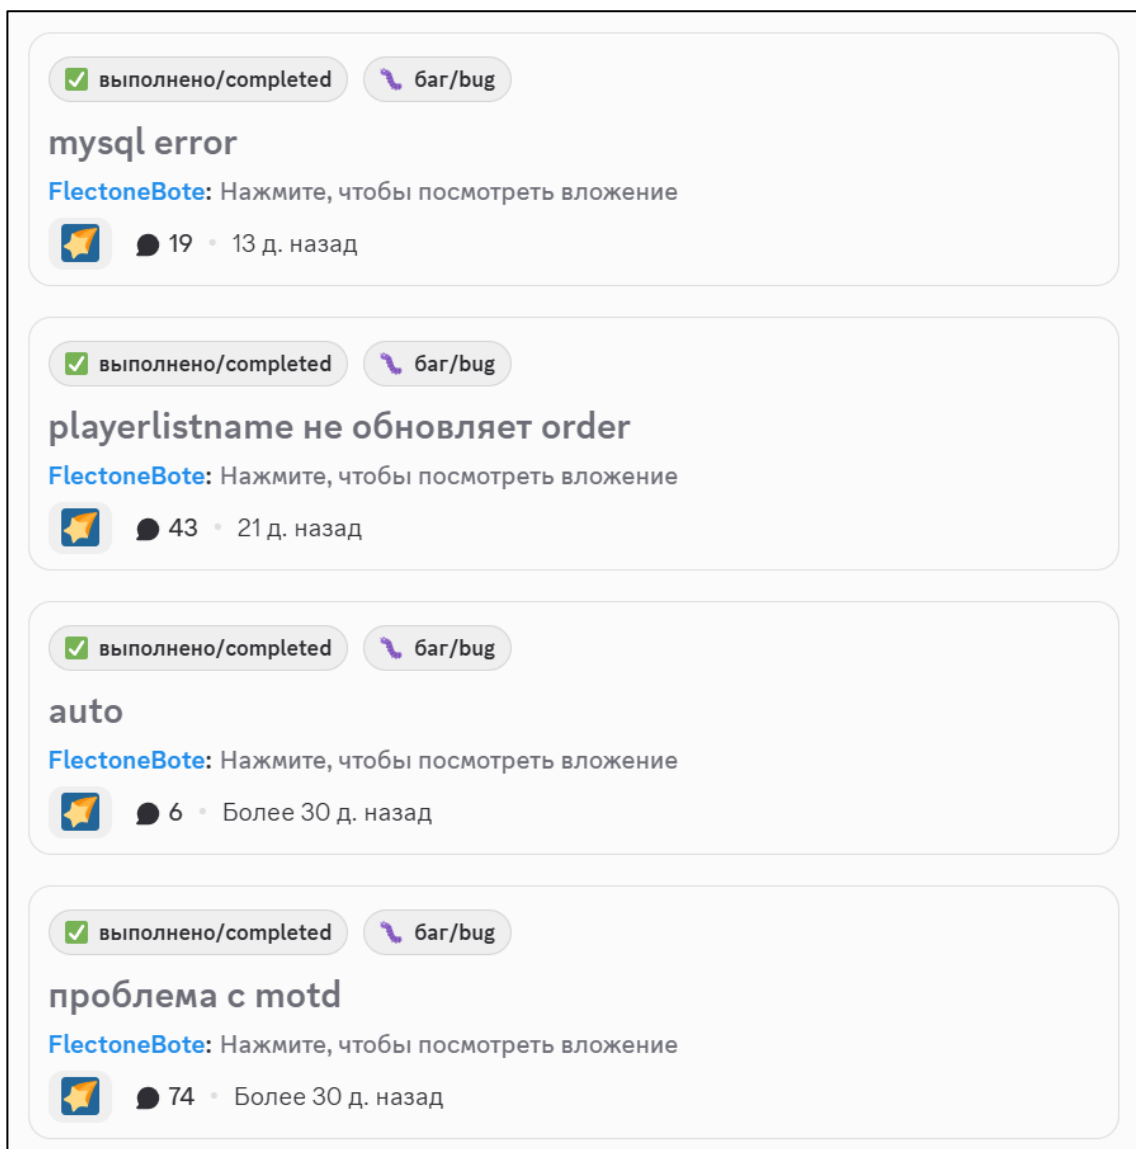 выполнено/completed баг/bug
mysql error
FlectoneBote: Нажмите, чтобы посмотреть вложение
19 • 13 д. назад
выполнено/completed баг/bug
playerlistname не обновляет order
FlectoneBote: Нажмите, чтобы посмотреть вложение
43 • 21 д. назад
выполнено/completed баг/bug
auto
FlectoneBote: Нажмите, чтобы посмотреть вложение
6 • Более 30 д. назад
выполнено/completed баг/bug
проблема с motd
FlectoneBote: Нажмите, чтобы посмотреть вложение
74 • Более 30 д. назад